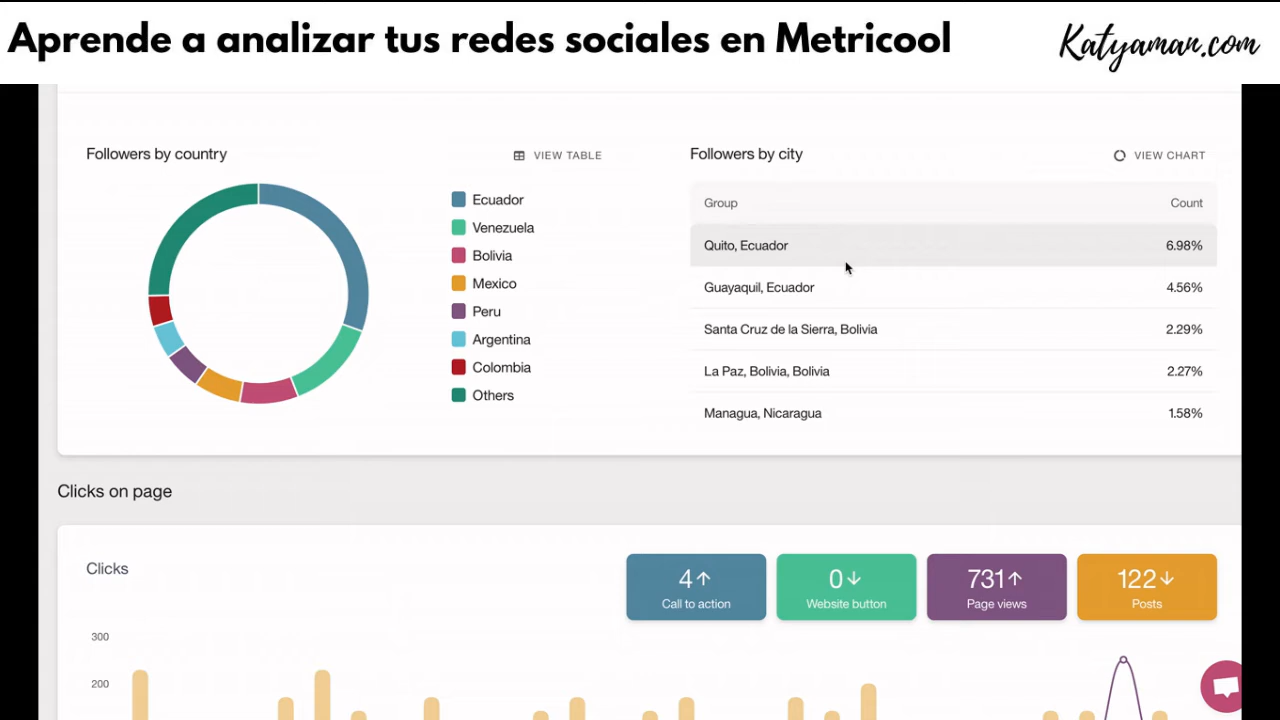 Aprende a analizar tus redes sociales en Metricool
Katyaman.com
Followers by country
VIEW TABLE
Ecuador
Venezuela
Bolivia
Mexico
Peru
Argentina
Colombia
Others
Followers by city
VIEW CHART
Group Count
Quito, Ecuador 6.98%
Guayaquil, Ecuador 4.56%
Santa Cruz de la Sierra, Bolivia 2.29%
La Paz, Bolivia, Bolivia 2.27%
Managua, Nicaragua 1.58%
Clicks on page
Clicks
4↑
Call to action
0↓
Website button
731↑
Page views
122↓
Posts
300
200